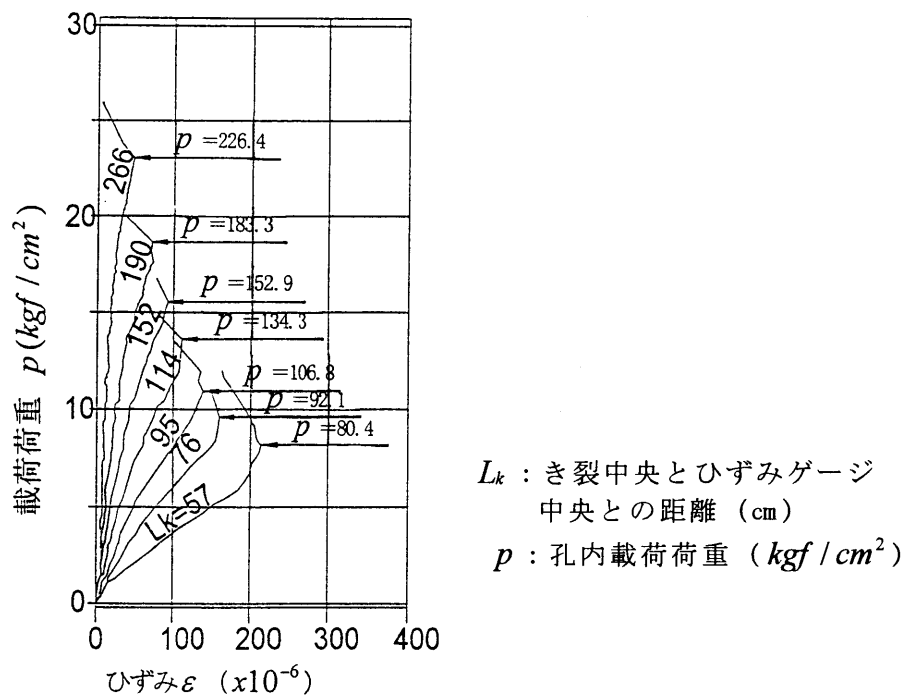 30
20
10
0
0 100 200 300 400
載荷荷重 p(kgf/cm²)
ひずみε (x10⁻⁶)
266
190
152
114
95
76
Lk=57
p=226.4
p=183.3
p=152.9
p=134.3
p=106.8
p=92.1
p=80.4
Lk:き裂中央とひずみゲージ
中央との距離 (cm)
p:孔内載荷荷重 (kgf/cm²)